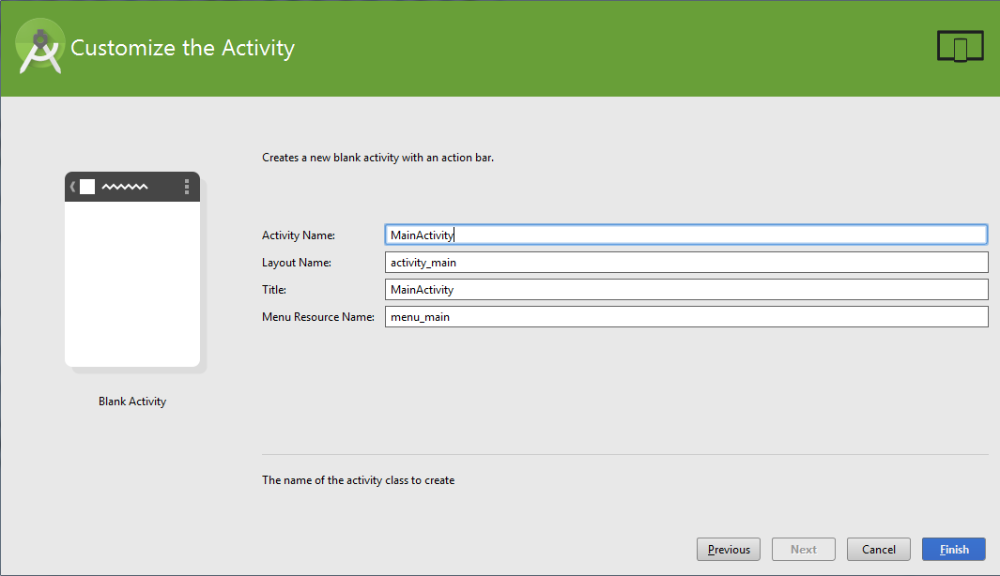 Customize the Activity
Creates a new blank activity with an action bar.
Activity Name: MainActivity
Layout Name: activity_main
Title: MainActivity
Menu Resource Name: menu_main
Blank Activity
The name of the activity class to create
Previous Next Cancel Finish